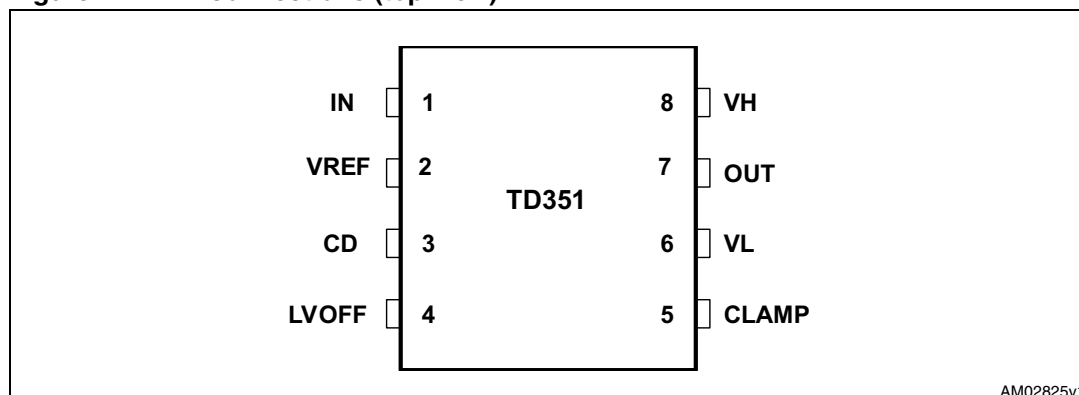 IN 1 8 VH
VREF 2 7 OUT
TD351
CD 3 6 VL
LVOFF 4 5 CLAMP